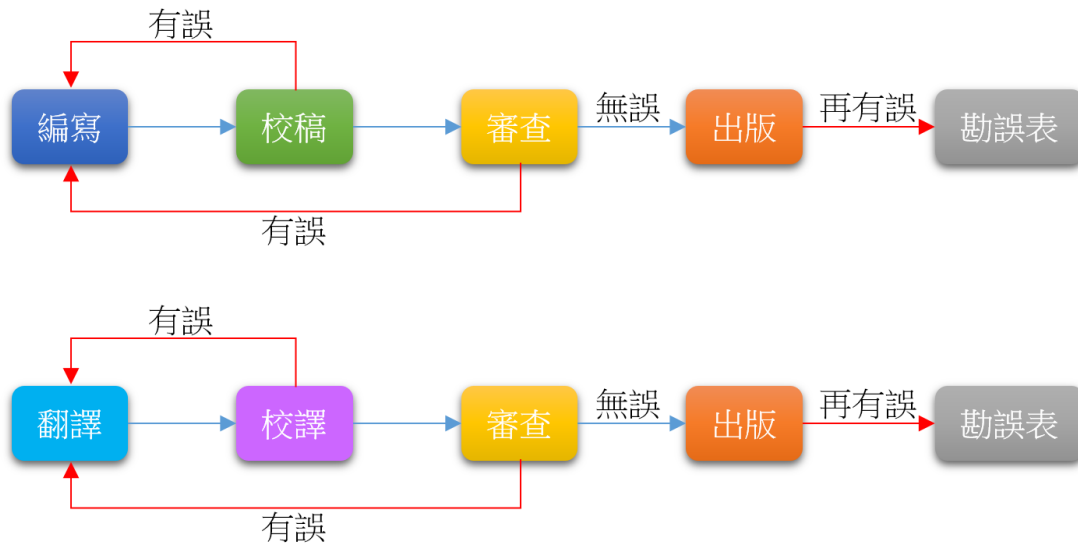 有誤
編寫 校稿 審查 無誤 出版 再有誤 勘誤表
有誤
有誤
翻譯 校譯 審查 無誤 出版 再有誤 勘誤表
有誤